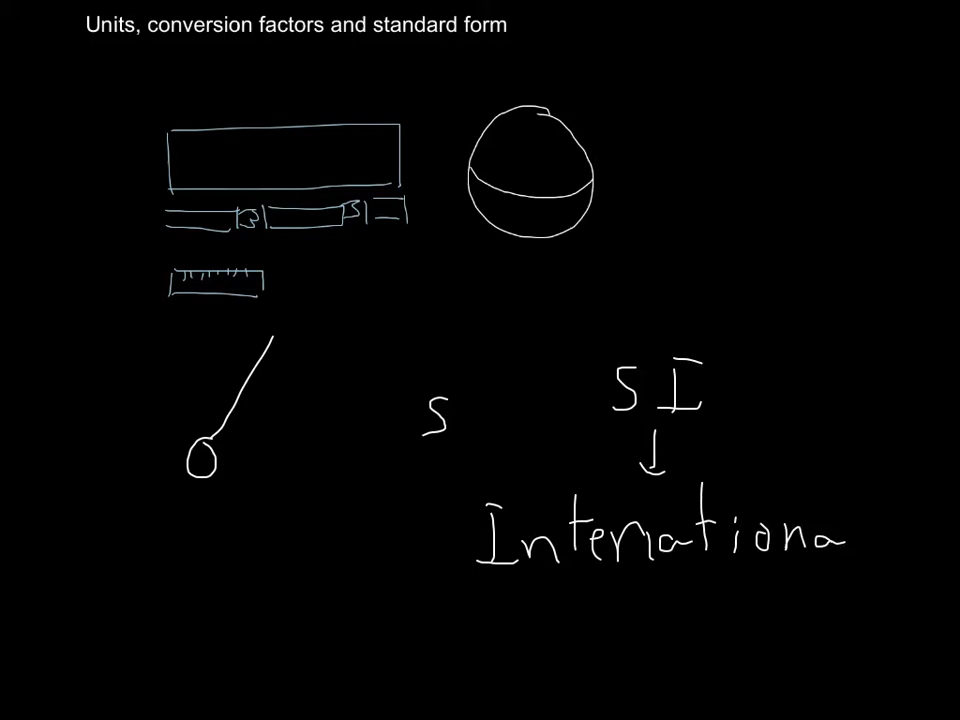 Units, conversion factors and standard form
S
SI
Internationa